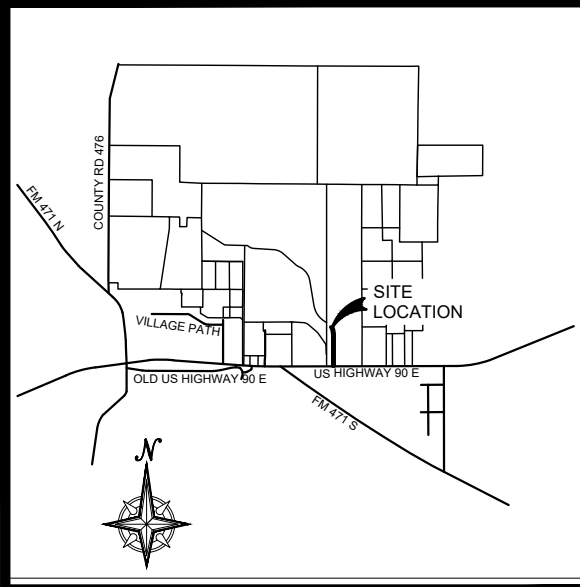 COUNTY RD 476
FM 471 N
SITE
LOCATION
VILLAGE PATH
OLD US HIGHWAY 90 E
US HIGHWAY 90 E
FM 471 S
N